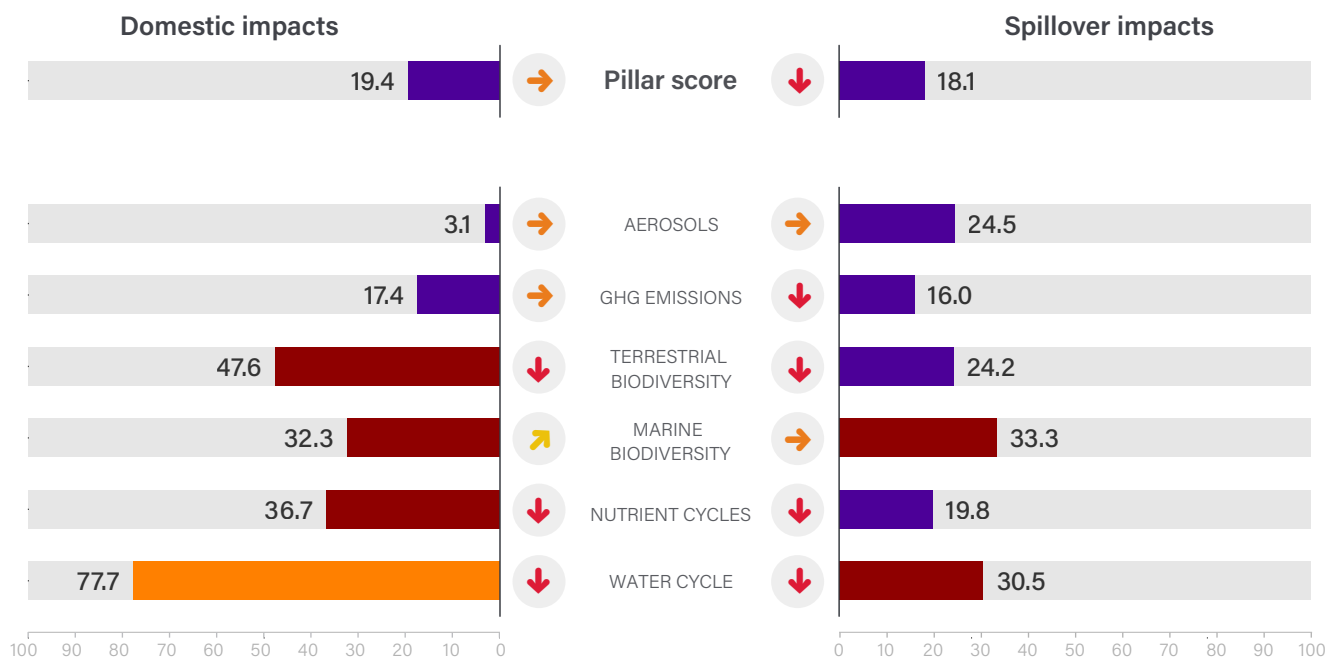 Domestic impacts
Spillover impacts
19.4
Pillar score
18.1
3.1
AEROSOLS
24.5
17.4
GHG EMISSIONS
16.0
47.6
TERRESTRIAL
BIODIVERSITY
24.2
32.3
MARINE
BIODIVERSITY
33.3
36.7
NUTRIENT CYCLES
19.8
77.7
WATER CYCLE
30.5
100 90 80 70 60 50 40 30 20 10 0
0 10 20 30 40 50 60 70 80 90 100